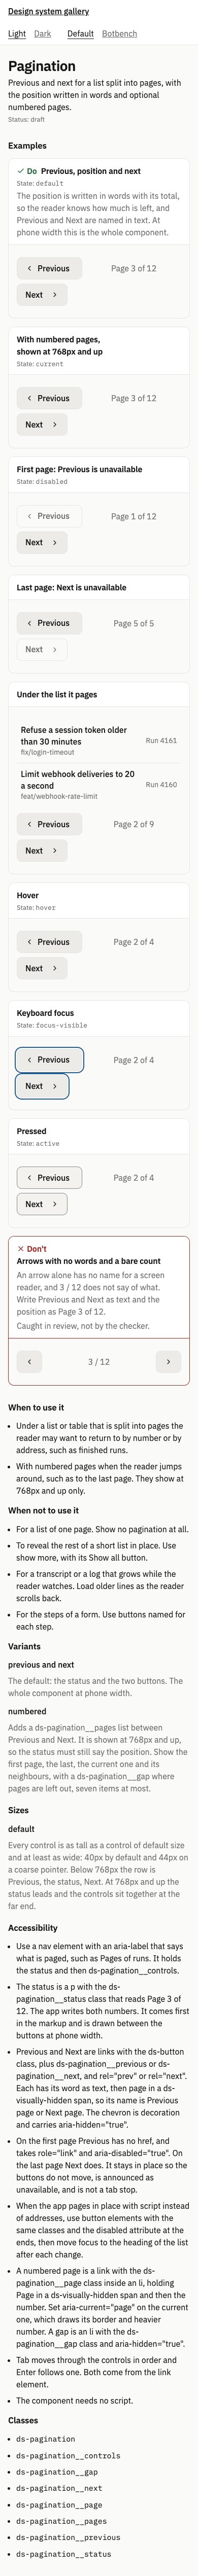 Design system gallery
Light Dark Default Botbench
Pagination
Previous and next for a list split into pages, with
the position written in words and optional
numbered pages.
Status: draft
Examples
Do Previous, position and next
State: default
The position is written in words with its total,
so the reader knows how much is left, and
Previous and Next are named in text. At
phone width this is the whole component.
Previous Page 3 of 12
Next
With numbered pages,
shown at 768px and up
State: current
Previous Page 3 of 12
Next
First page: Previous is unavailable
State: disabled
Previous Page 1 of 12
Next
Last page: Next is unavailable
Previous Page 5 of 5
Next
Under the list it pages
Refuse a session token older
than 30 minutes
fix/login-timeout
Run 4161
Limit webhook deliveries to 20
a second
feat/webhook-rate-limit
Run 4160
Previous Page 2 of 9
Next
Hover
State: hover
Previous Page 2 of 4
Next
Keyboard focus
State: focus-visible
Previous Page 2 of 4
Next
Pressed
State: active
Previous Page 2 of 4
Next
Don't
Arrows with no words and a bare count
An arrow alone has no name for a screen
reader, and 3 / 12 does not say of what.
Write Previous and Next as text and the
position as Page 3 of 12.
Caught in review, not by the checker.
3 / 12
When to use it
• Under a list or table that is split into pages the
reader may want to return to by number or by
address, such as finished runs.
• With numbered pages when the reader jumps
around, such as to the last page. They show at
768px and up only.
When not to use it
• For a list of one page. Show no pagination at all.
• To reveal the rest of a short list in place. Use
show more, with its Show all button.
• For a transcript or a log that grows while the
reader watches. Load older lines as the reader
scrolls back.
• For the steps of a form. Use buttons named for
each step.
Variants
previous and next
The default: the status and the two buttons. The
whole component at phone width.
numbered
Adds a ds-pagination__pages list between
Previous and Next. It is shown at 768px and up,
so the status must still say the position. Show the
first page, the last, the current one and its
neighbours, with a ds-pagination__gap where
pages are left out, seven items at most.
Sizes
default
Every control is as tall as a control of default size
and at least as wide: 40px by default and 44px on
a coarse pointer. Below 768px the row is
Previous, the status, Next. At 768px and up the
status leads and the controls sit together at the
far end.
Accessibility
• Use a nav element with an aria-label that says
what is paged, such as Pages of runs. It holds
the status and then ds-pagination__controls.
• The status is a p with the ds-
pagination__status class that reads Page 3 of
12. The app writes both numbers. It comes first
in the markup and is drawn between the
buttons at phone width.
• Previous and Next are links with the ds-button
class, plus ds-pagination__previous or ds-
pagination__next, and rel="prev" or rel="next".
Each has its word as text, then page in a ds-
visually-hidden span, so its name is Previous
page or Next page. The chevron is decoration
and carries aria-hidden="true".
• On the first page Previous has no href, and
takes role="link" and aria-disabled="true". On
the last page Next does. It stays in place so the
buttons do not move, is announced as
unavailable, and is not a tab stop.
• When the app pages in place with script instead
of addresses, use button elements with the
same classes and the disabled attribute at the
ends, then move focus to the heading of the list
after each change.
• A numbered page is a link with the ds-
pagination__page class inside an li, holding
Page in a ds-visually-hidden span and then the
number. Set aria-current="page" on the current
one, which draws its border and heavier
number. A gap is an li with the ds-
pagination__gap class and aria-hidden="true".
• Tab moves through the controls in order and
Enter follows one. Both come from the link
element.
• The component needs no script.
Classes
• ds-pagination
• ds-pagination__controls
• ds-pagination__gap
• ds-pagination__next
• ds-pagination__page
• ds-pagination__pages
• ds-pagination__previous
• ds-pagination__status